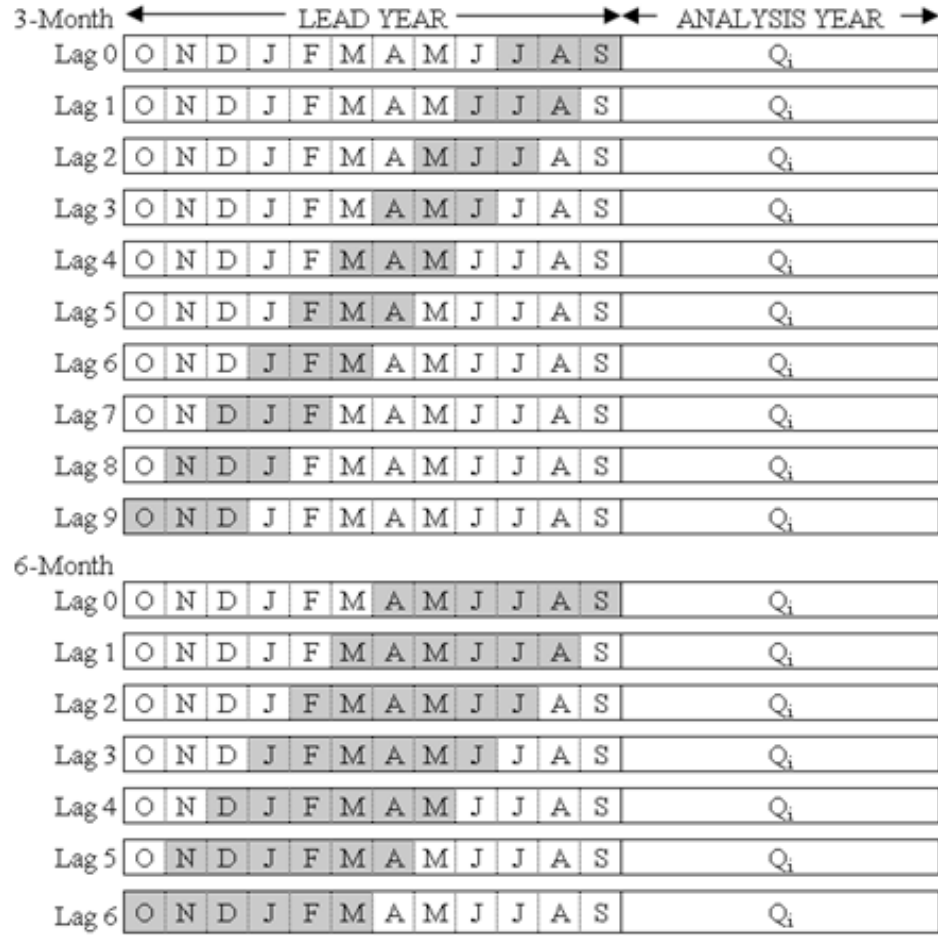 3-Month LEAD YEAR ANALYSIS YEAR
Lag 0 O N D J F M A M J J A S Qi
Lag 1 O N D J F M A M J J A S Qi
Lag 2 O N D J F M A M J J A S Qi
Lag 3 O N D J F M A M J J A S Qi
Lag 4 O N D J F M A M J J A S Qi
Lag 5 O N D J F M A M J J A S Qi
Lag 6 O N D J F M A M J J A S Qi
Lag 7 O N D J F M A M J J A S Qi
Lag 8 O N D J F M A M J J A S Qi
Lag 9 O N D J F M A M J J A S Qi
6-Month
Lag 0 O N D J F M A M J J A S Qi
Lag 1 O N D J F M A M J J A S Qi
Lag 2 O N D J F M A M J J A S Qi
Lag 3 O N D J F M A M J J A S Qi
Lag 4 O N D J F M A M J J A S Qi
Lag 5 O N D J F M A M J J A S Qi
Lag 6 O N D J F M A M J J A S Qi